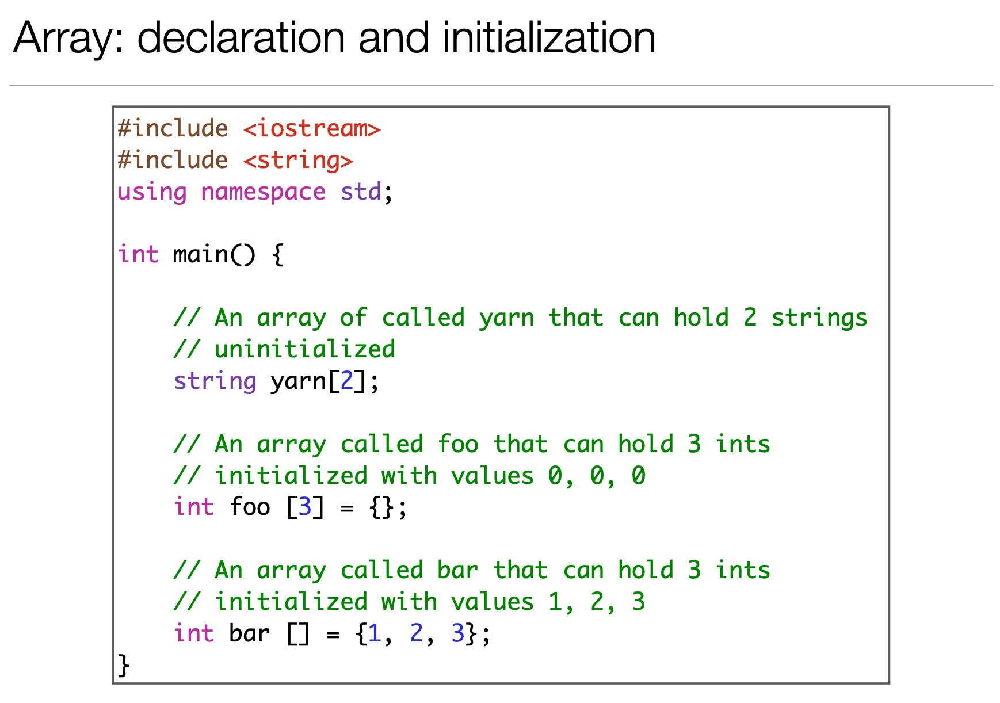 Array: declaration and initialization
#include <iostream>
#include <string>
using namespace std;
int main() {
// An array of called yarn that can hold 2 strings
// uninitialized
string yarn[2];
// An array called foo that can hold 3 ints
// initialized with values 0, 0, 0
int foo [3] = {};
// An array called bar that can hold 3 ints
// initialized with values 1, 2, 3
int bar [] = {1, 2, 3};
}